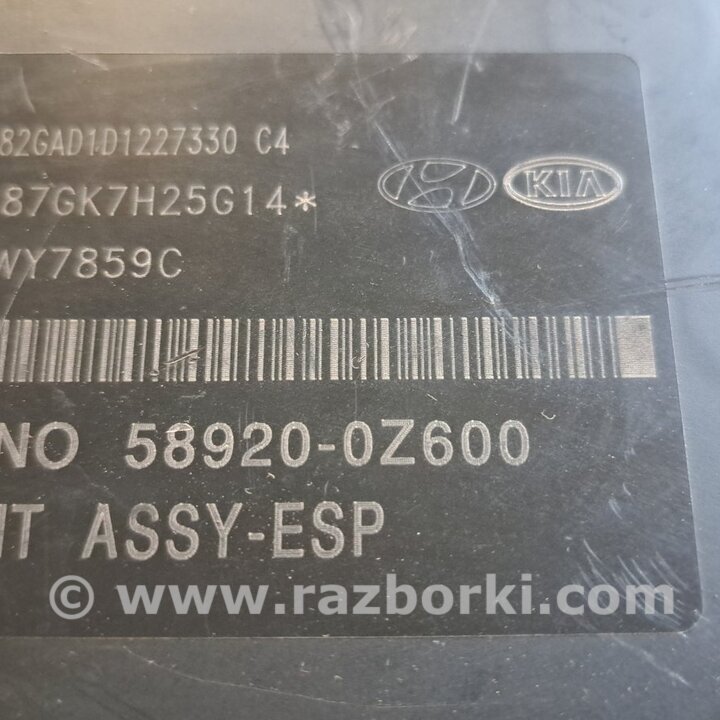 82GAD1D1227330 C4
87GK7H25G14*
KIA
WY7859C
NO 58920-0Z600
IT ASSY-ESP
© www.razborki.com